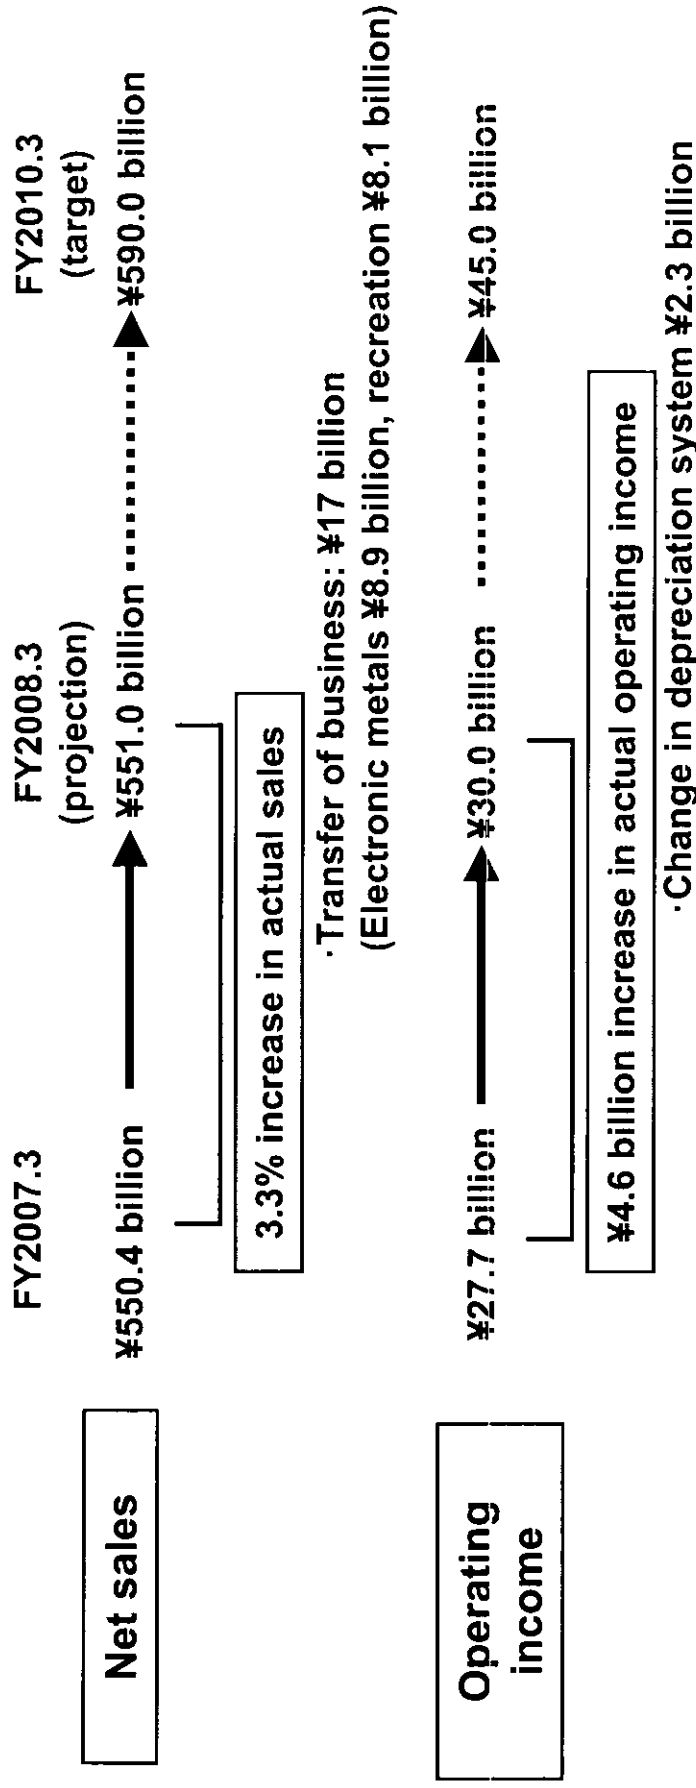 FY2007.3
FY2008.3
(projection)
FY2010.3
(target)
Net sales
¥550.4 billion
¥551.0 billion
¥590.0 billion
3.3% increase in actual sales
·Transfer of business: ¥17 billion
(Electronic metals ¥8.9 billion, recreation ¥8.1 billion)
Operating
income
¥27.7 billion
¥30.0 billion
¥45.0 billion
¥4.6 billion increase in actual operating income
·Change in depreciation system ¥2.3 billion